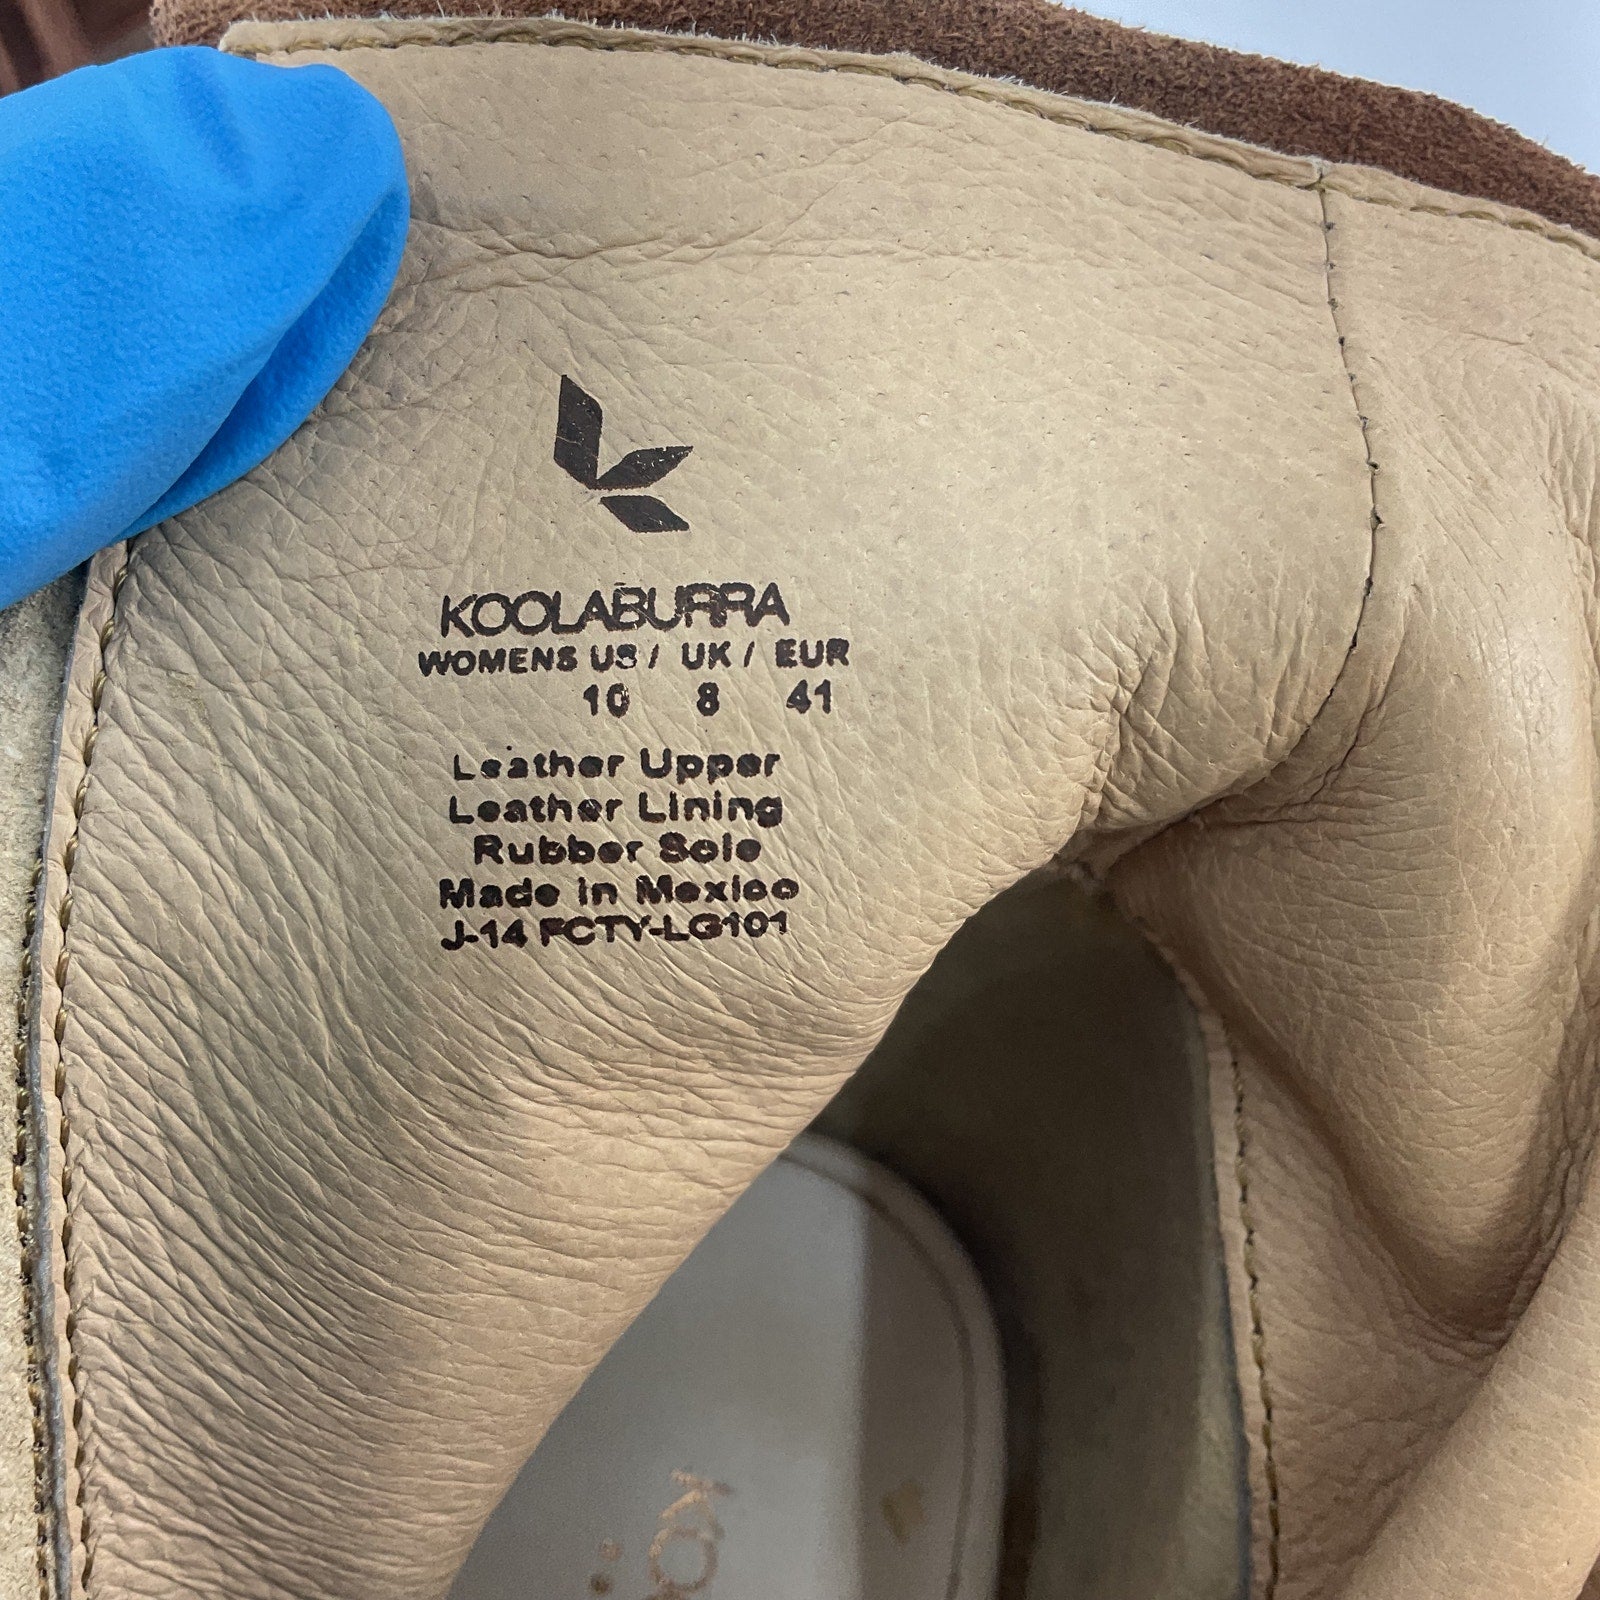 KOOLABURRA
WOMENS US / UK / EUR
10 8 41
Leather Upper
Leather Lining
Rubber Sole
Made in Mexico
J-14 FCTY-LG101